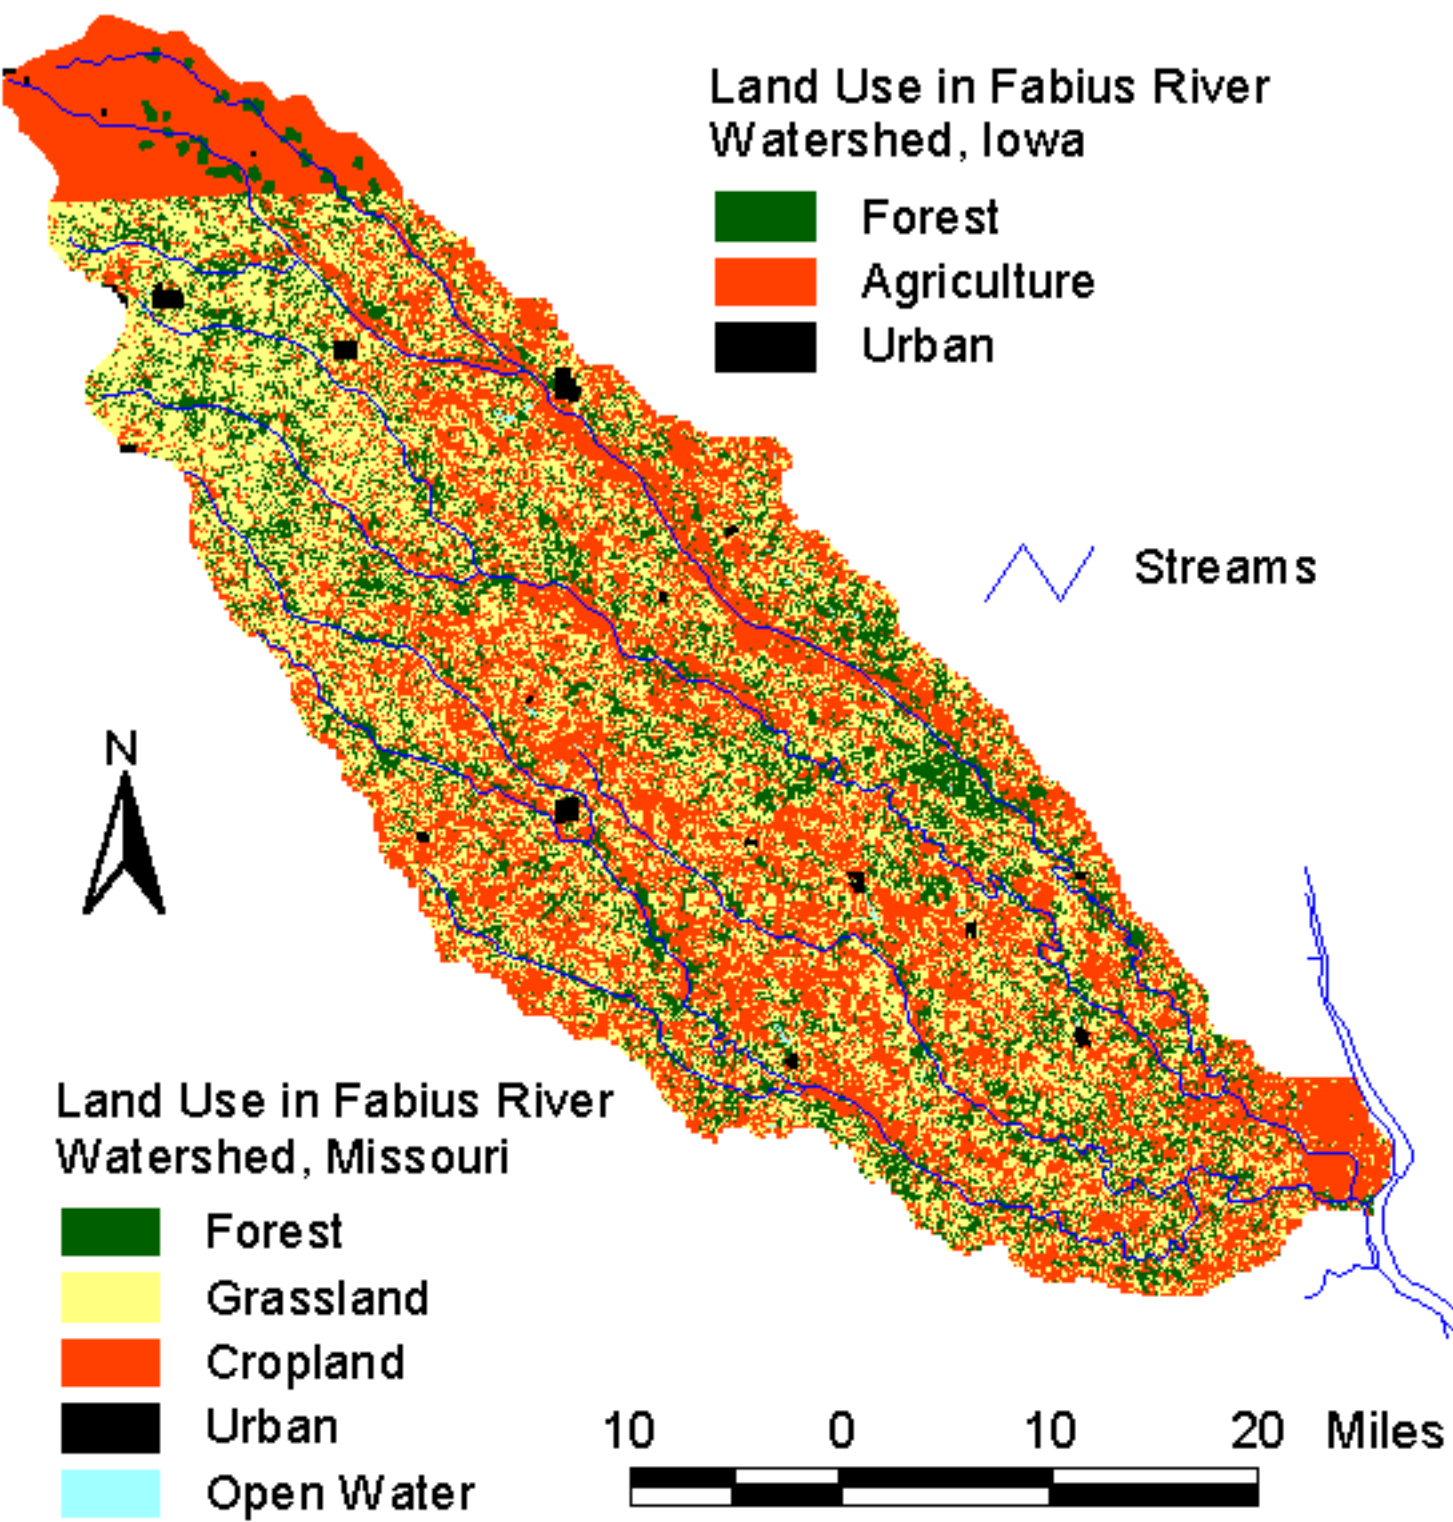 Land Use in Fabius River
Watershed, Iowa
Forest
Agriculture
Urban
Streams
N
Land Use in Fabius River
Watershed, Missouri
Forest
Grassland
Cropland
Urban
Open Water
10 0 10 20 Miles